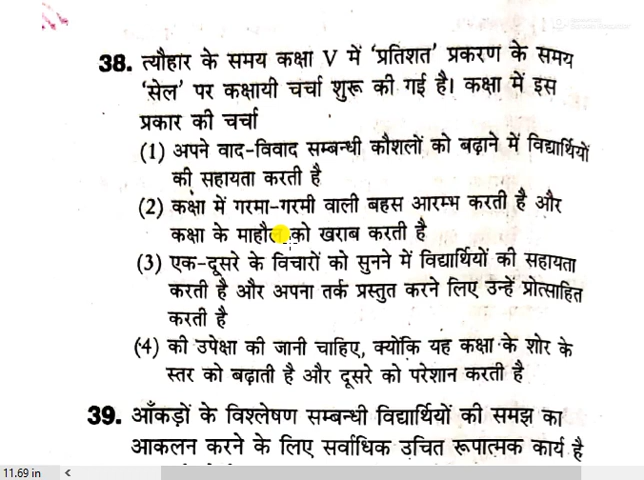 38. त्यौहार के समय कक्षा V में ‘प्रतिशत’ प्रकरण के समय
‘सेल’ पर कक्षायी चर्चा शुरू की गई है। कक्षा में इस
प्रकार की चर्चा
(1) अपने वाद-विवाद सम्बन्धी कौशलों को बढ़ाने में विद्यार्थियों
की सहायता करती है
(2) कक्षा में गरमा-गरमी वाली बहस आरम्भ करती है और
कक्षा के माहौल को खराब करती है
(3) एक-दूसरे के विचारों को सुनने में विद्यार्थियों की सहायता
करती है और अपना तर्क प्रस्तुत करने लिए उन्हें प्रोत्साहित
करती है
(4) की उपेक्षा की जानी चाहिए, क्योंकि यह कक्षा के शोर के
स्तर को बढ़ाती है और दूसरे को परेशान करती है
39. आँकड़ों के विश्लेषण सम्बन्धी विद्यार्थियों की समझ का
आकलन करने के लिए सर्वाधिक उचित रूपात्मक कार्य है
11.69 in